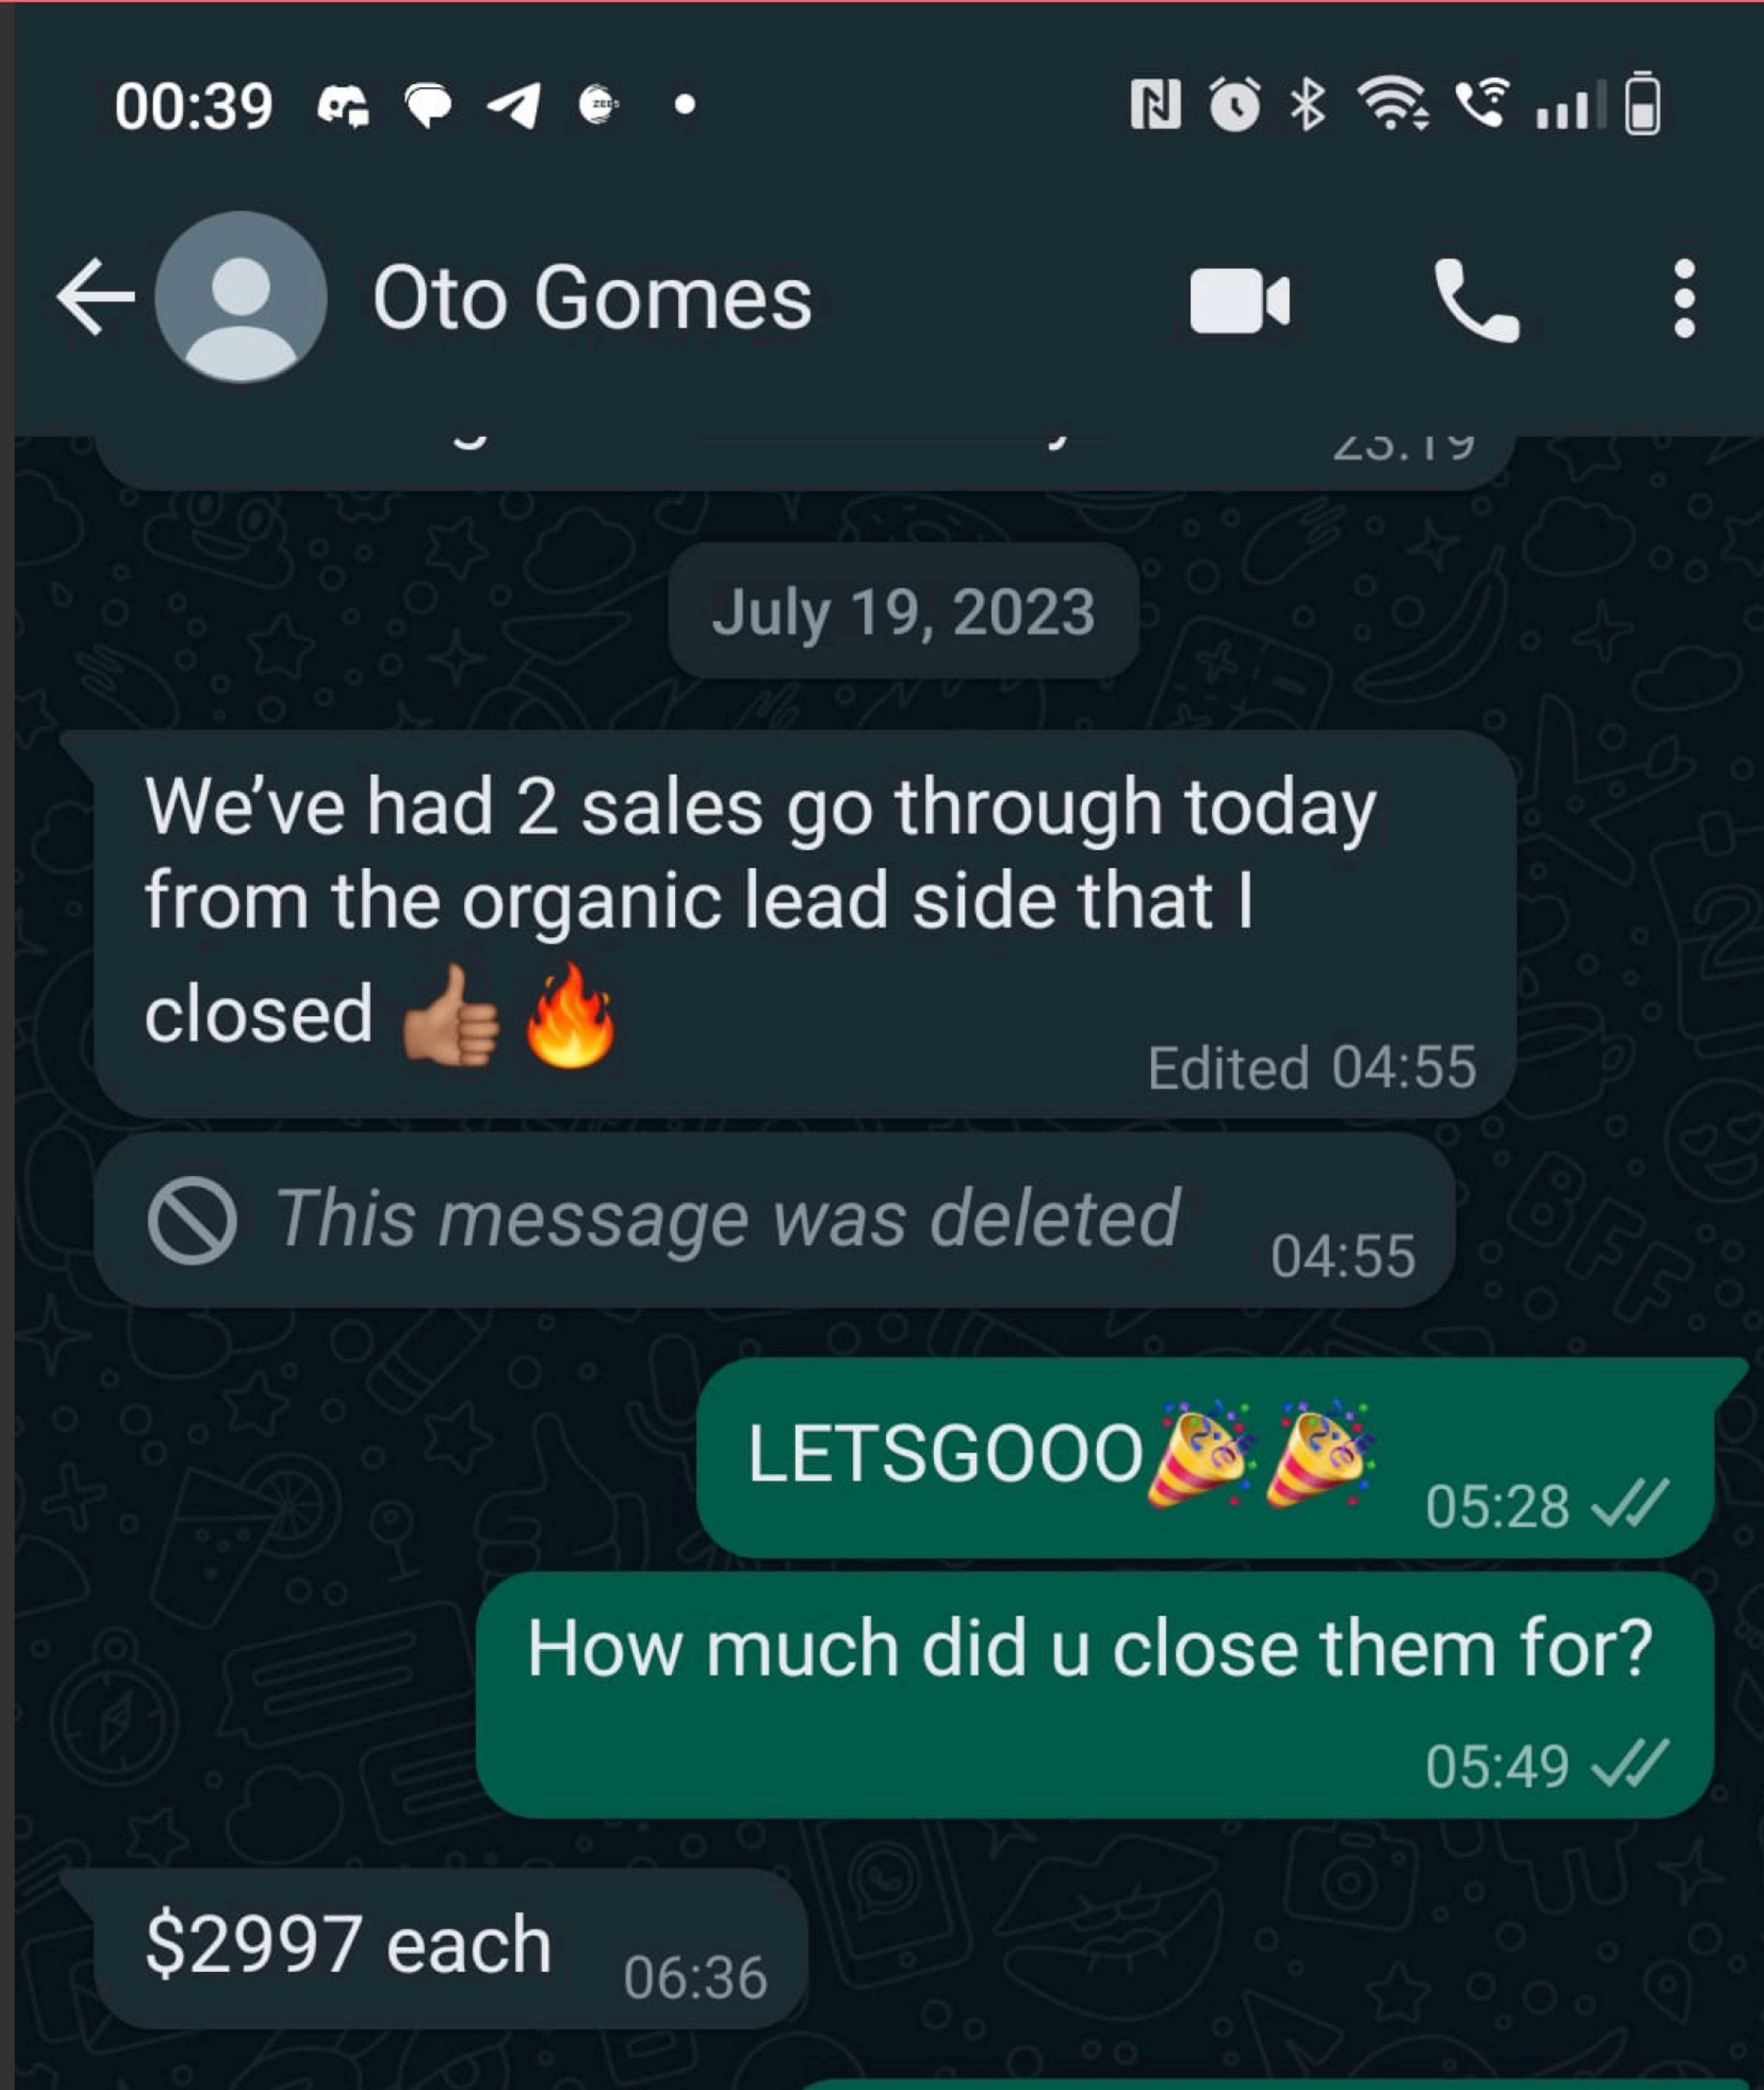 00:39
Oto Gomes
23:19
July 19, 2023
We’ve had 2 sales go through today
from the organic lead side that I
closed 👍🏽 🔥
Edited 04:55
This message was deleted 04:55
LETSGOOO🎉🎉 05:28
How much did u close them for?
05:49
$2997 each 06:36